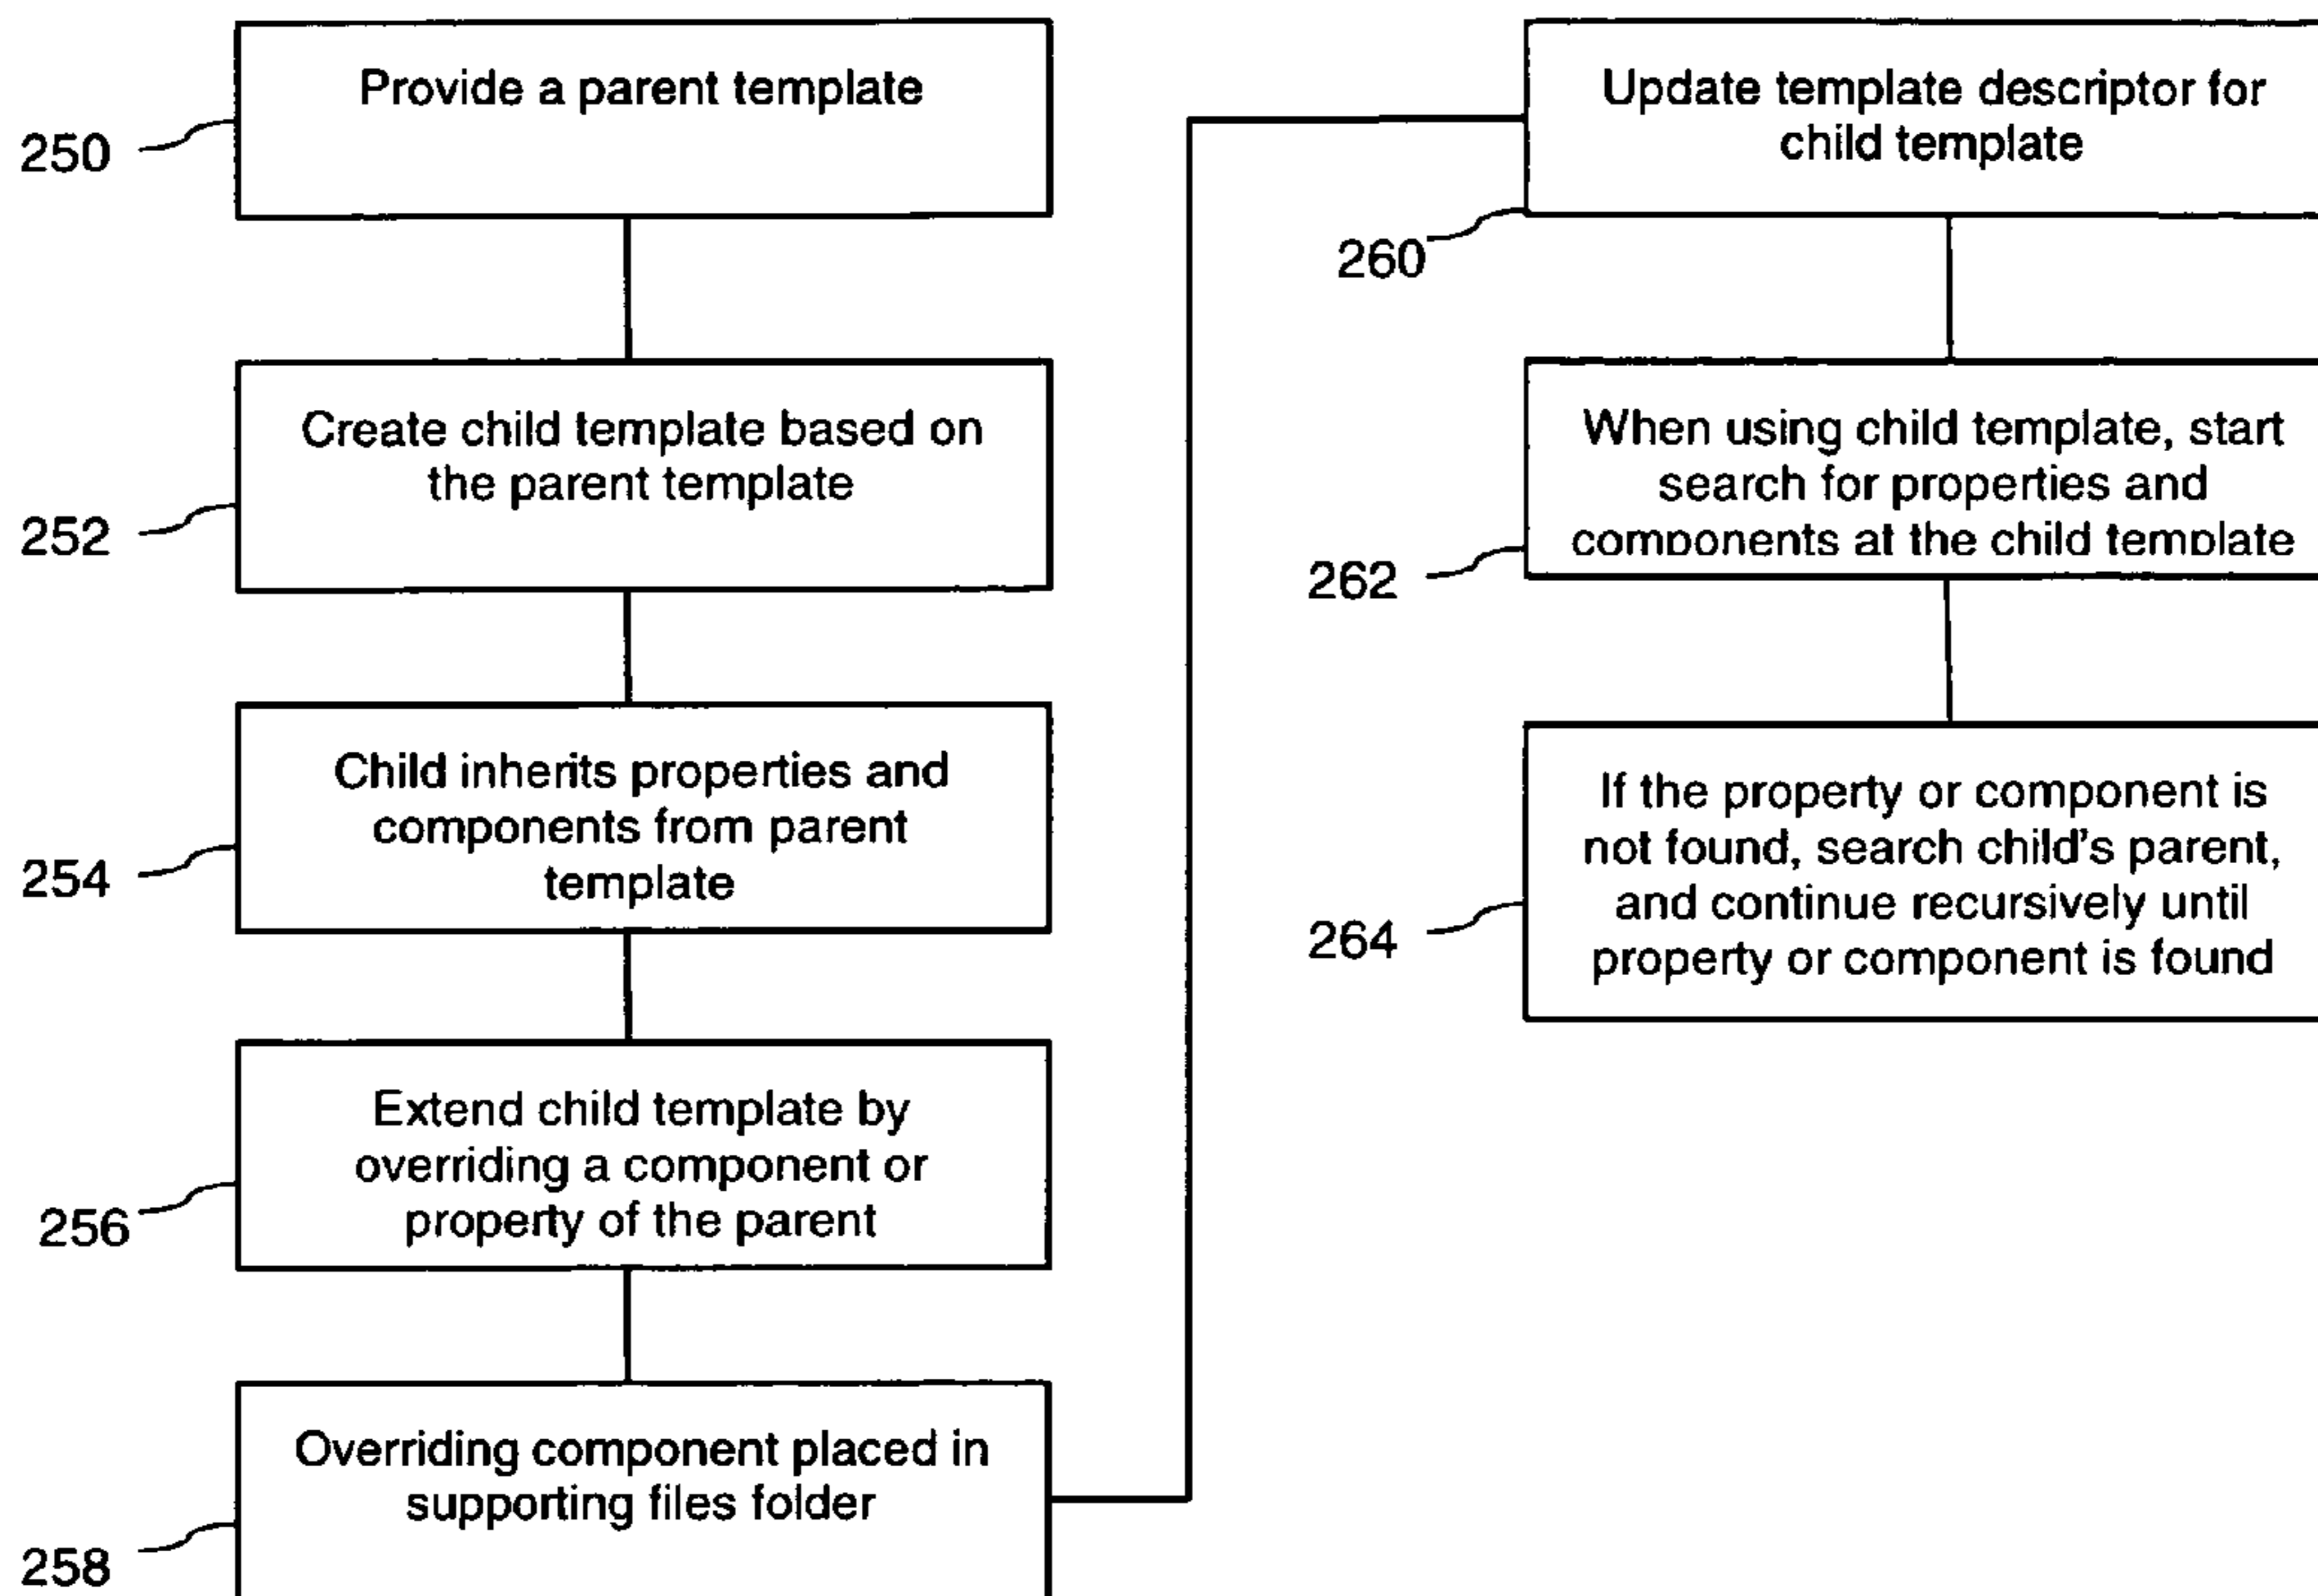 Provide a parent template
250
Create child template based on
the parent template
252
Child inherits properties and
components from parent
template
254
Extend child template by
overriding a component or
property of the parent
256
Overriding component placed in
supporting files folder
258
Update template descriptor for
child template
260
When using child template, start
search for properties and
components at the child template
262
If the property or component is
not found, search child's parent,
and continue recursively until
property or component is found
264